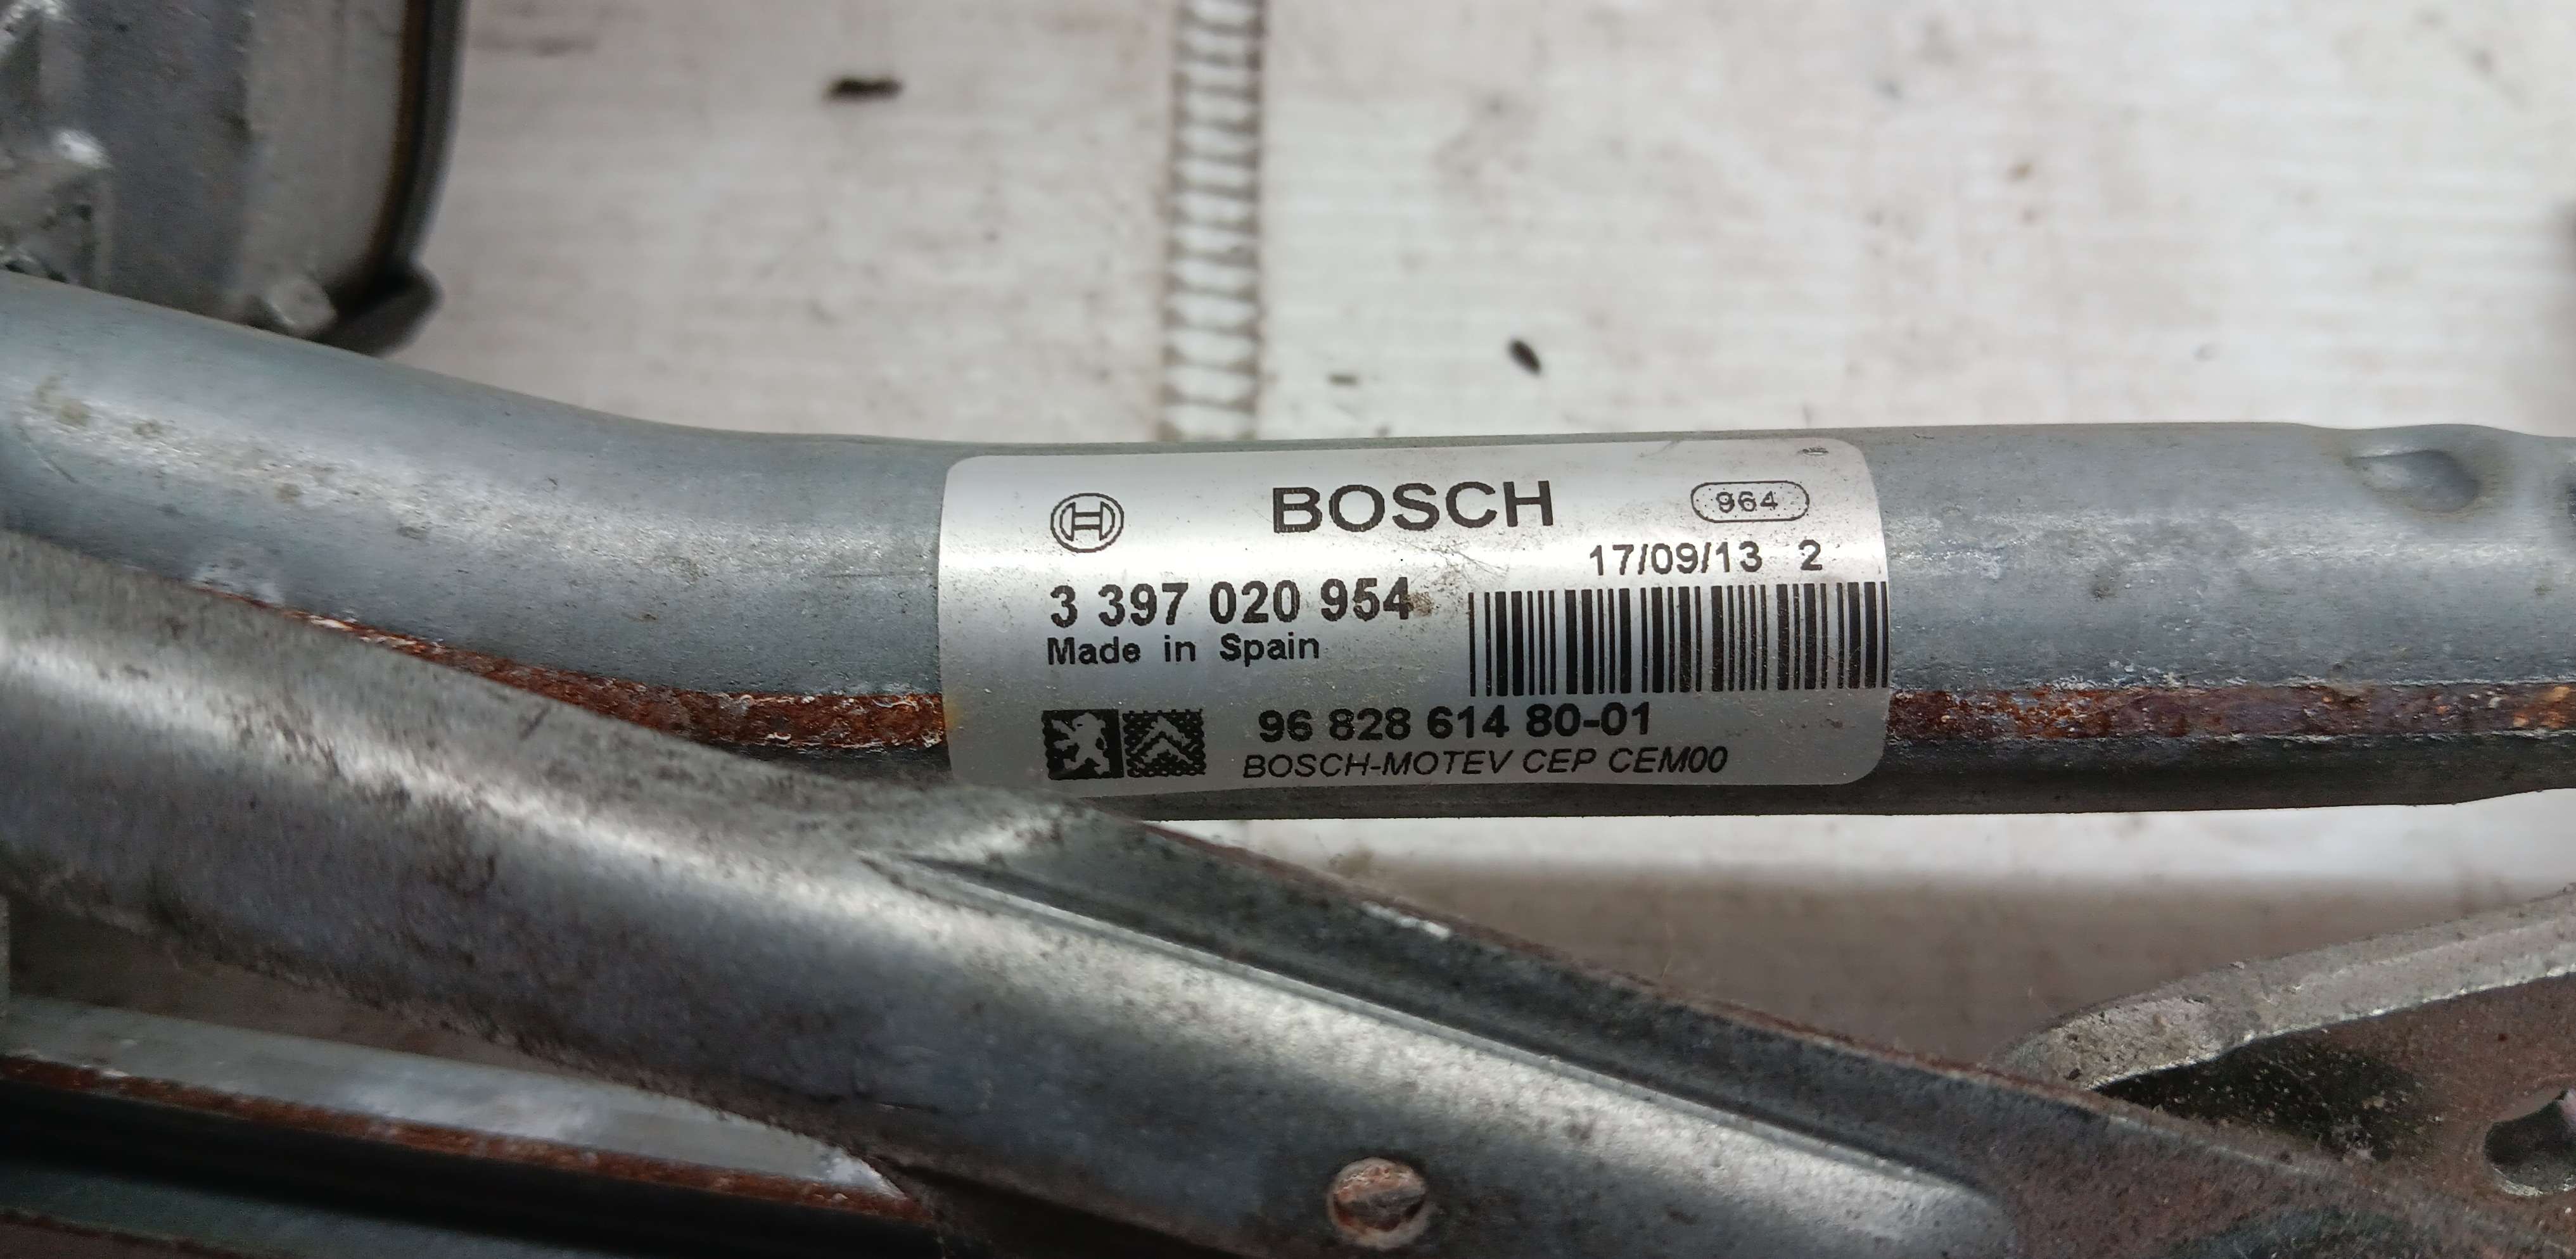 BOSCH
964
17/09/13 2
3 397 020 954
Made in Spain
96 828 614 80-01
BOSCH-MOTEV CEP CEM00